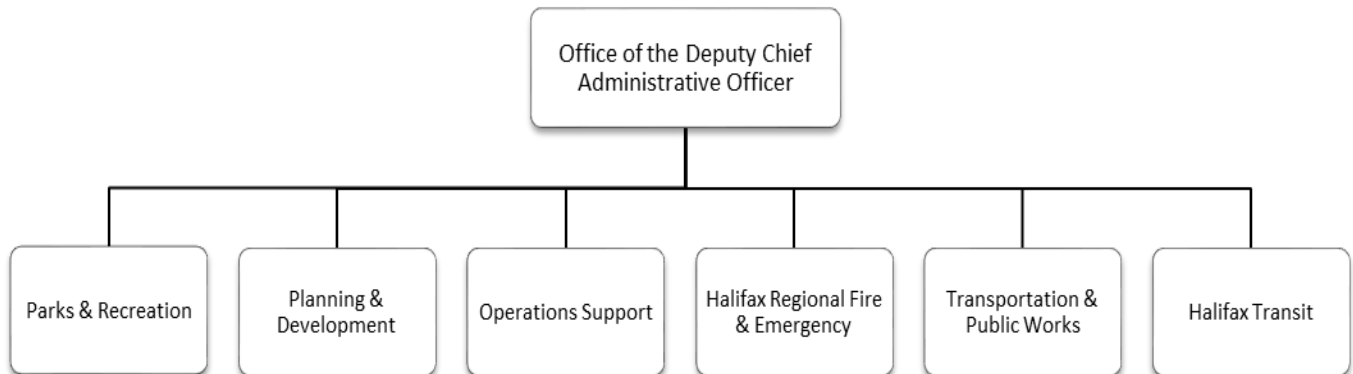 Office of the Deputy Chief
Administrative Officer
Parks & Recreation
Planning &
Development
Operations Support
Halifax Regional Fire
& Emergency
Transportation &
Public Works
Halifax Transit